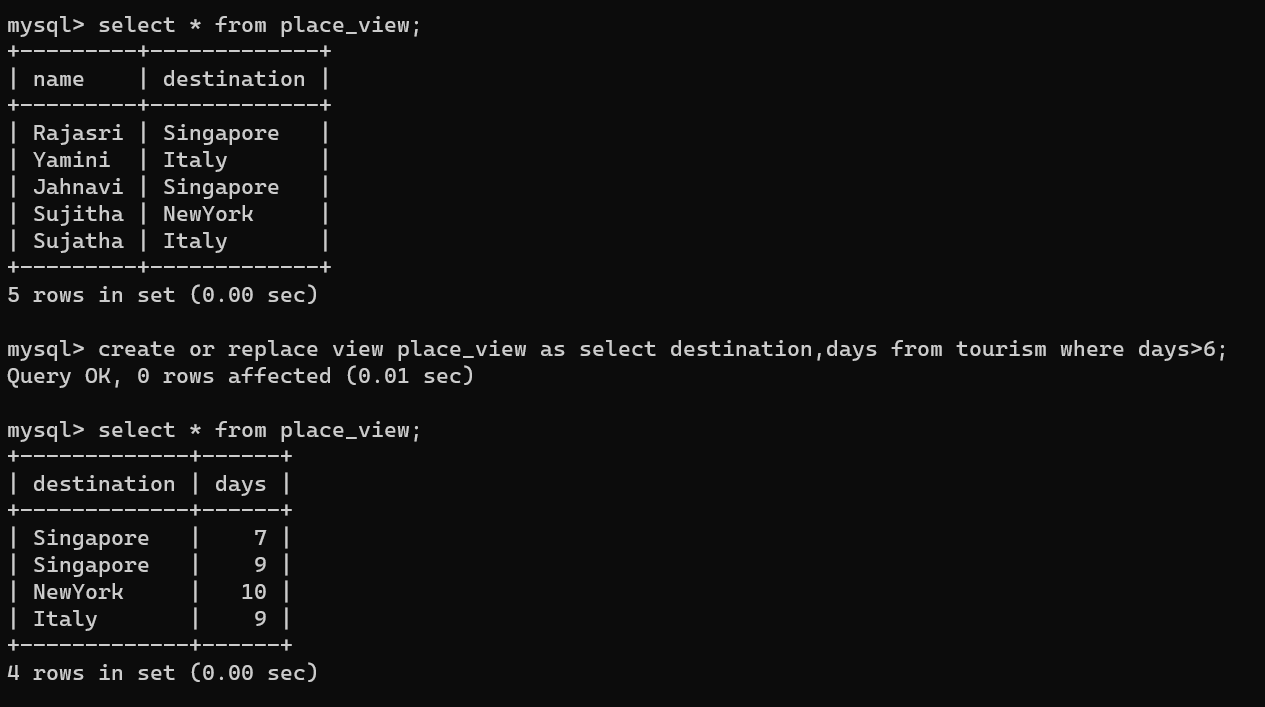 mysql> select * from place_view;
+---------+-------------+
| name    | destination |
+---------+-------------+
| Rajasri | Singapore   |
| Yamini  | Italy       |
| Jahnavi | Singapore   |
| Sujitha | NewYork     |
| Sujatha | Italy       |
+---------+-------------+
5 rows in set (0.00 sec)

mysql> create or replace view place_view as select destination,days from tourism where days>6;
Query OK, 0 rows affected (0.01 sec)

mysql> select * from place_view;
+-------------+------+
| destination | days |
+-------------+------+
| Singapore   |    7 |
| Singapore   |    9 |
| NewYork     |   10 |
| Italy       |    9 |
+-------------+------+
4 rows in set (0.00 sec)